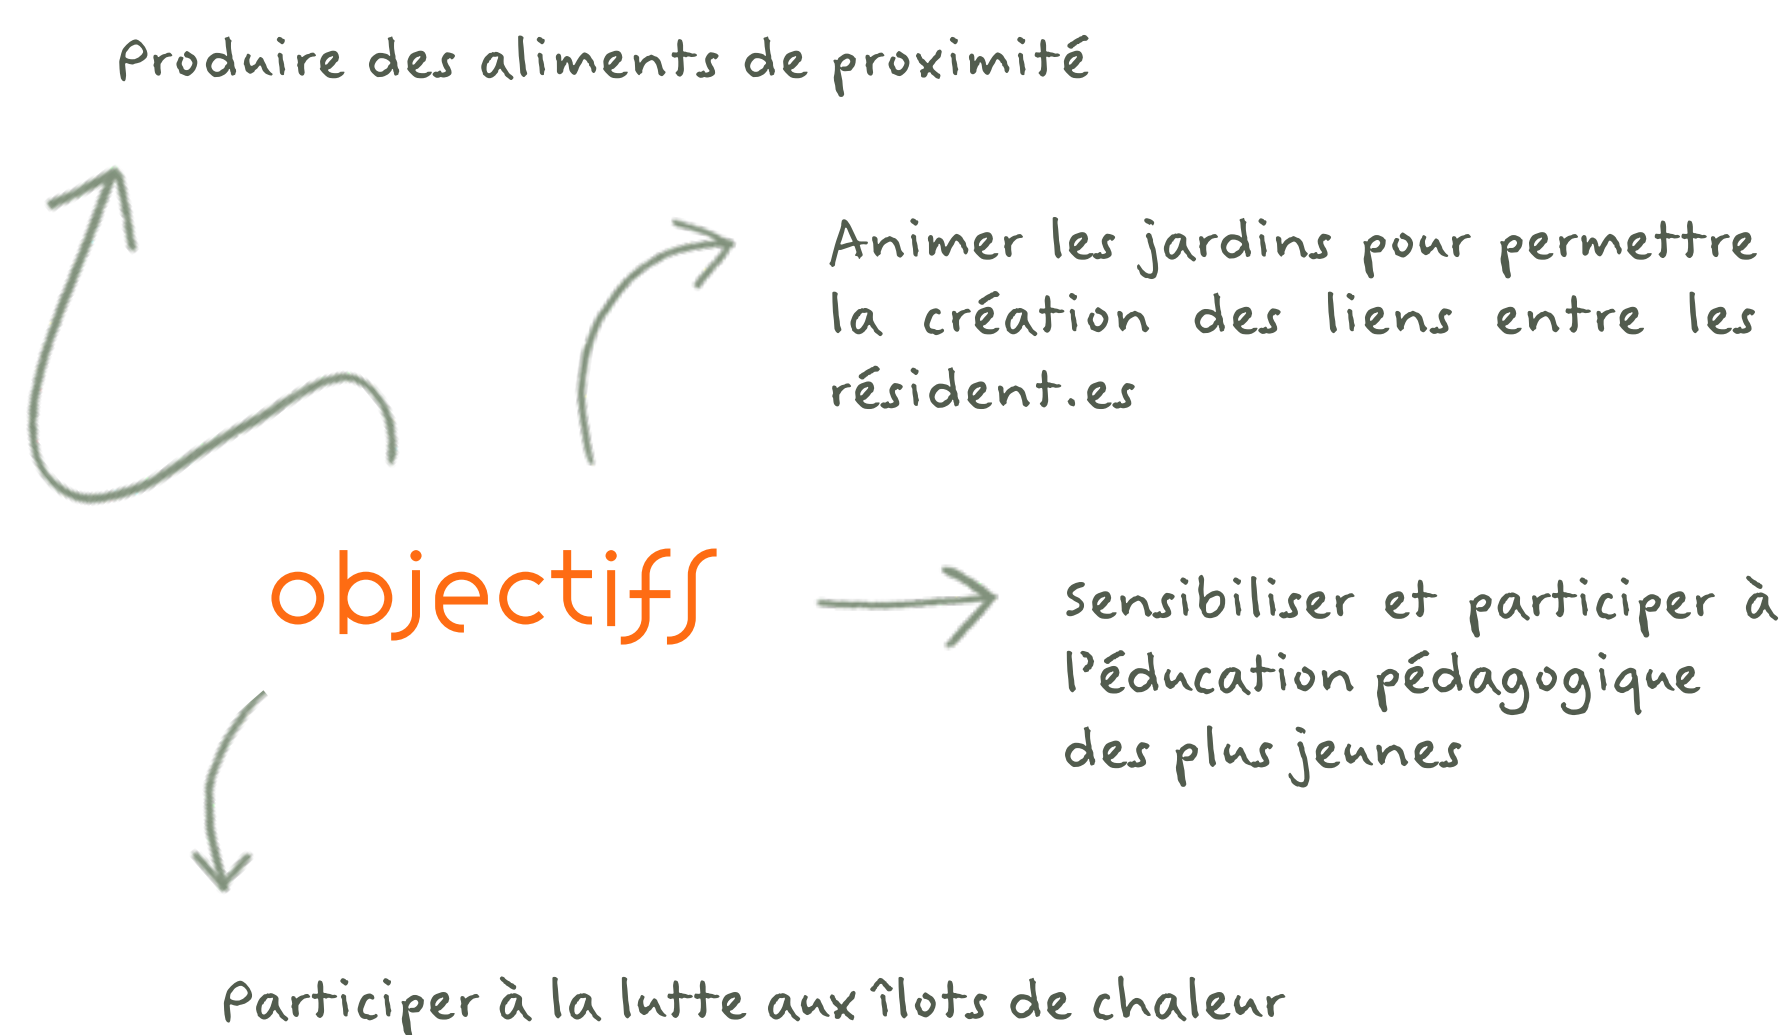 Produire des aliments de proximité
Animer les jardins pour permettre
la création des liens entre les
résident.es
objectifs
Sensibiliser et participer à
l'éducation pédagogique
des plus jeunes
Participer à la lutte aux îlots de chaleur